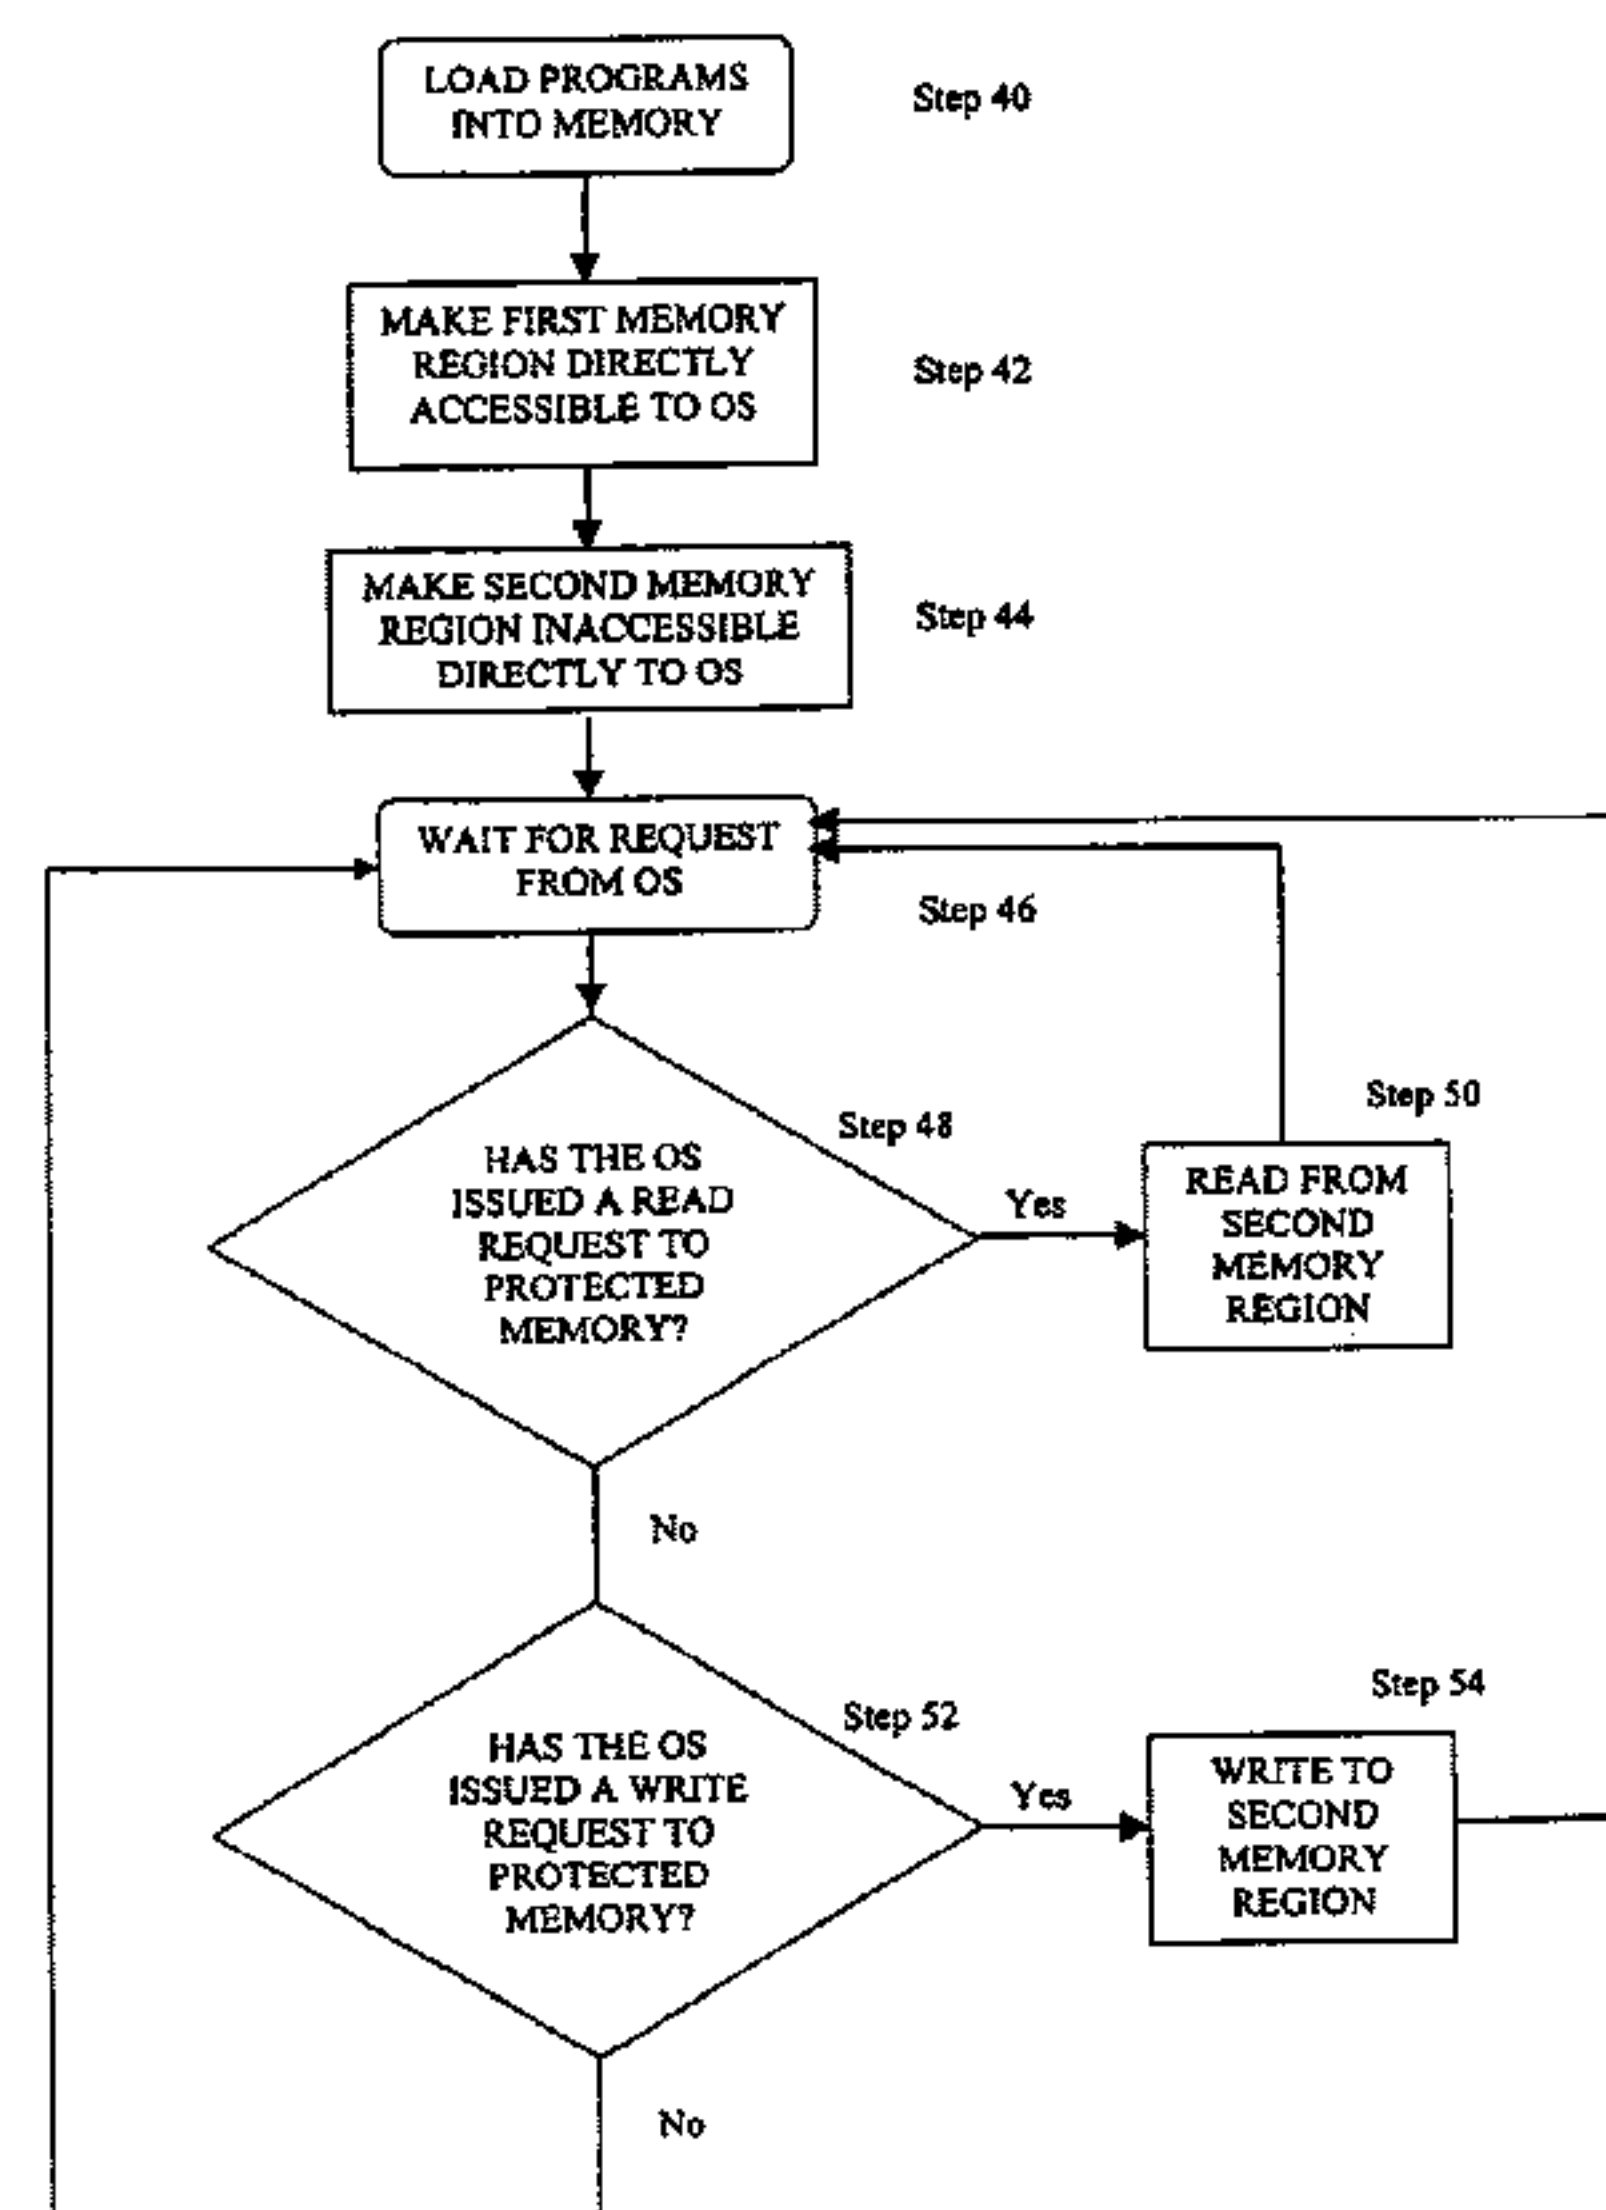 LOAD PROGRAMS
INTO MEMORY
Step 40
MAKE FIRST MEMORY
REGION DIRECTLY
ACCESSIBLE TO OS
Step 42
MAKE SECOND MEMORY
REGION INACCESSIBLE
DIRECTLY TO OS
Step 44
WAIT FOR REQUEST
FROM OS
Step 46
HAS THE OS
ISSUED A READ
REQUEST TO
PROTECTED
MEMORY?
Step 48
Yes
Step 50
READ FROM
SECOND
MEMORY
REGION
No
HAS THE OS
ISSUED A WRITE
REQUEST TO
PROTECTED
MEMORY?
Step 52
Yes
Step 54
WRITE TO
SECOND
MEMORY
REGION
No